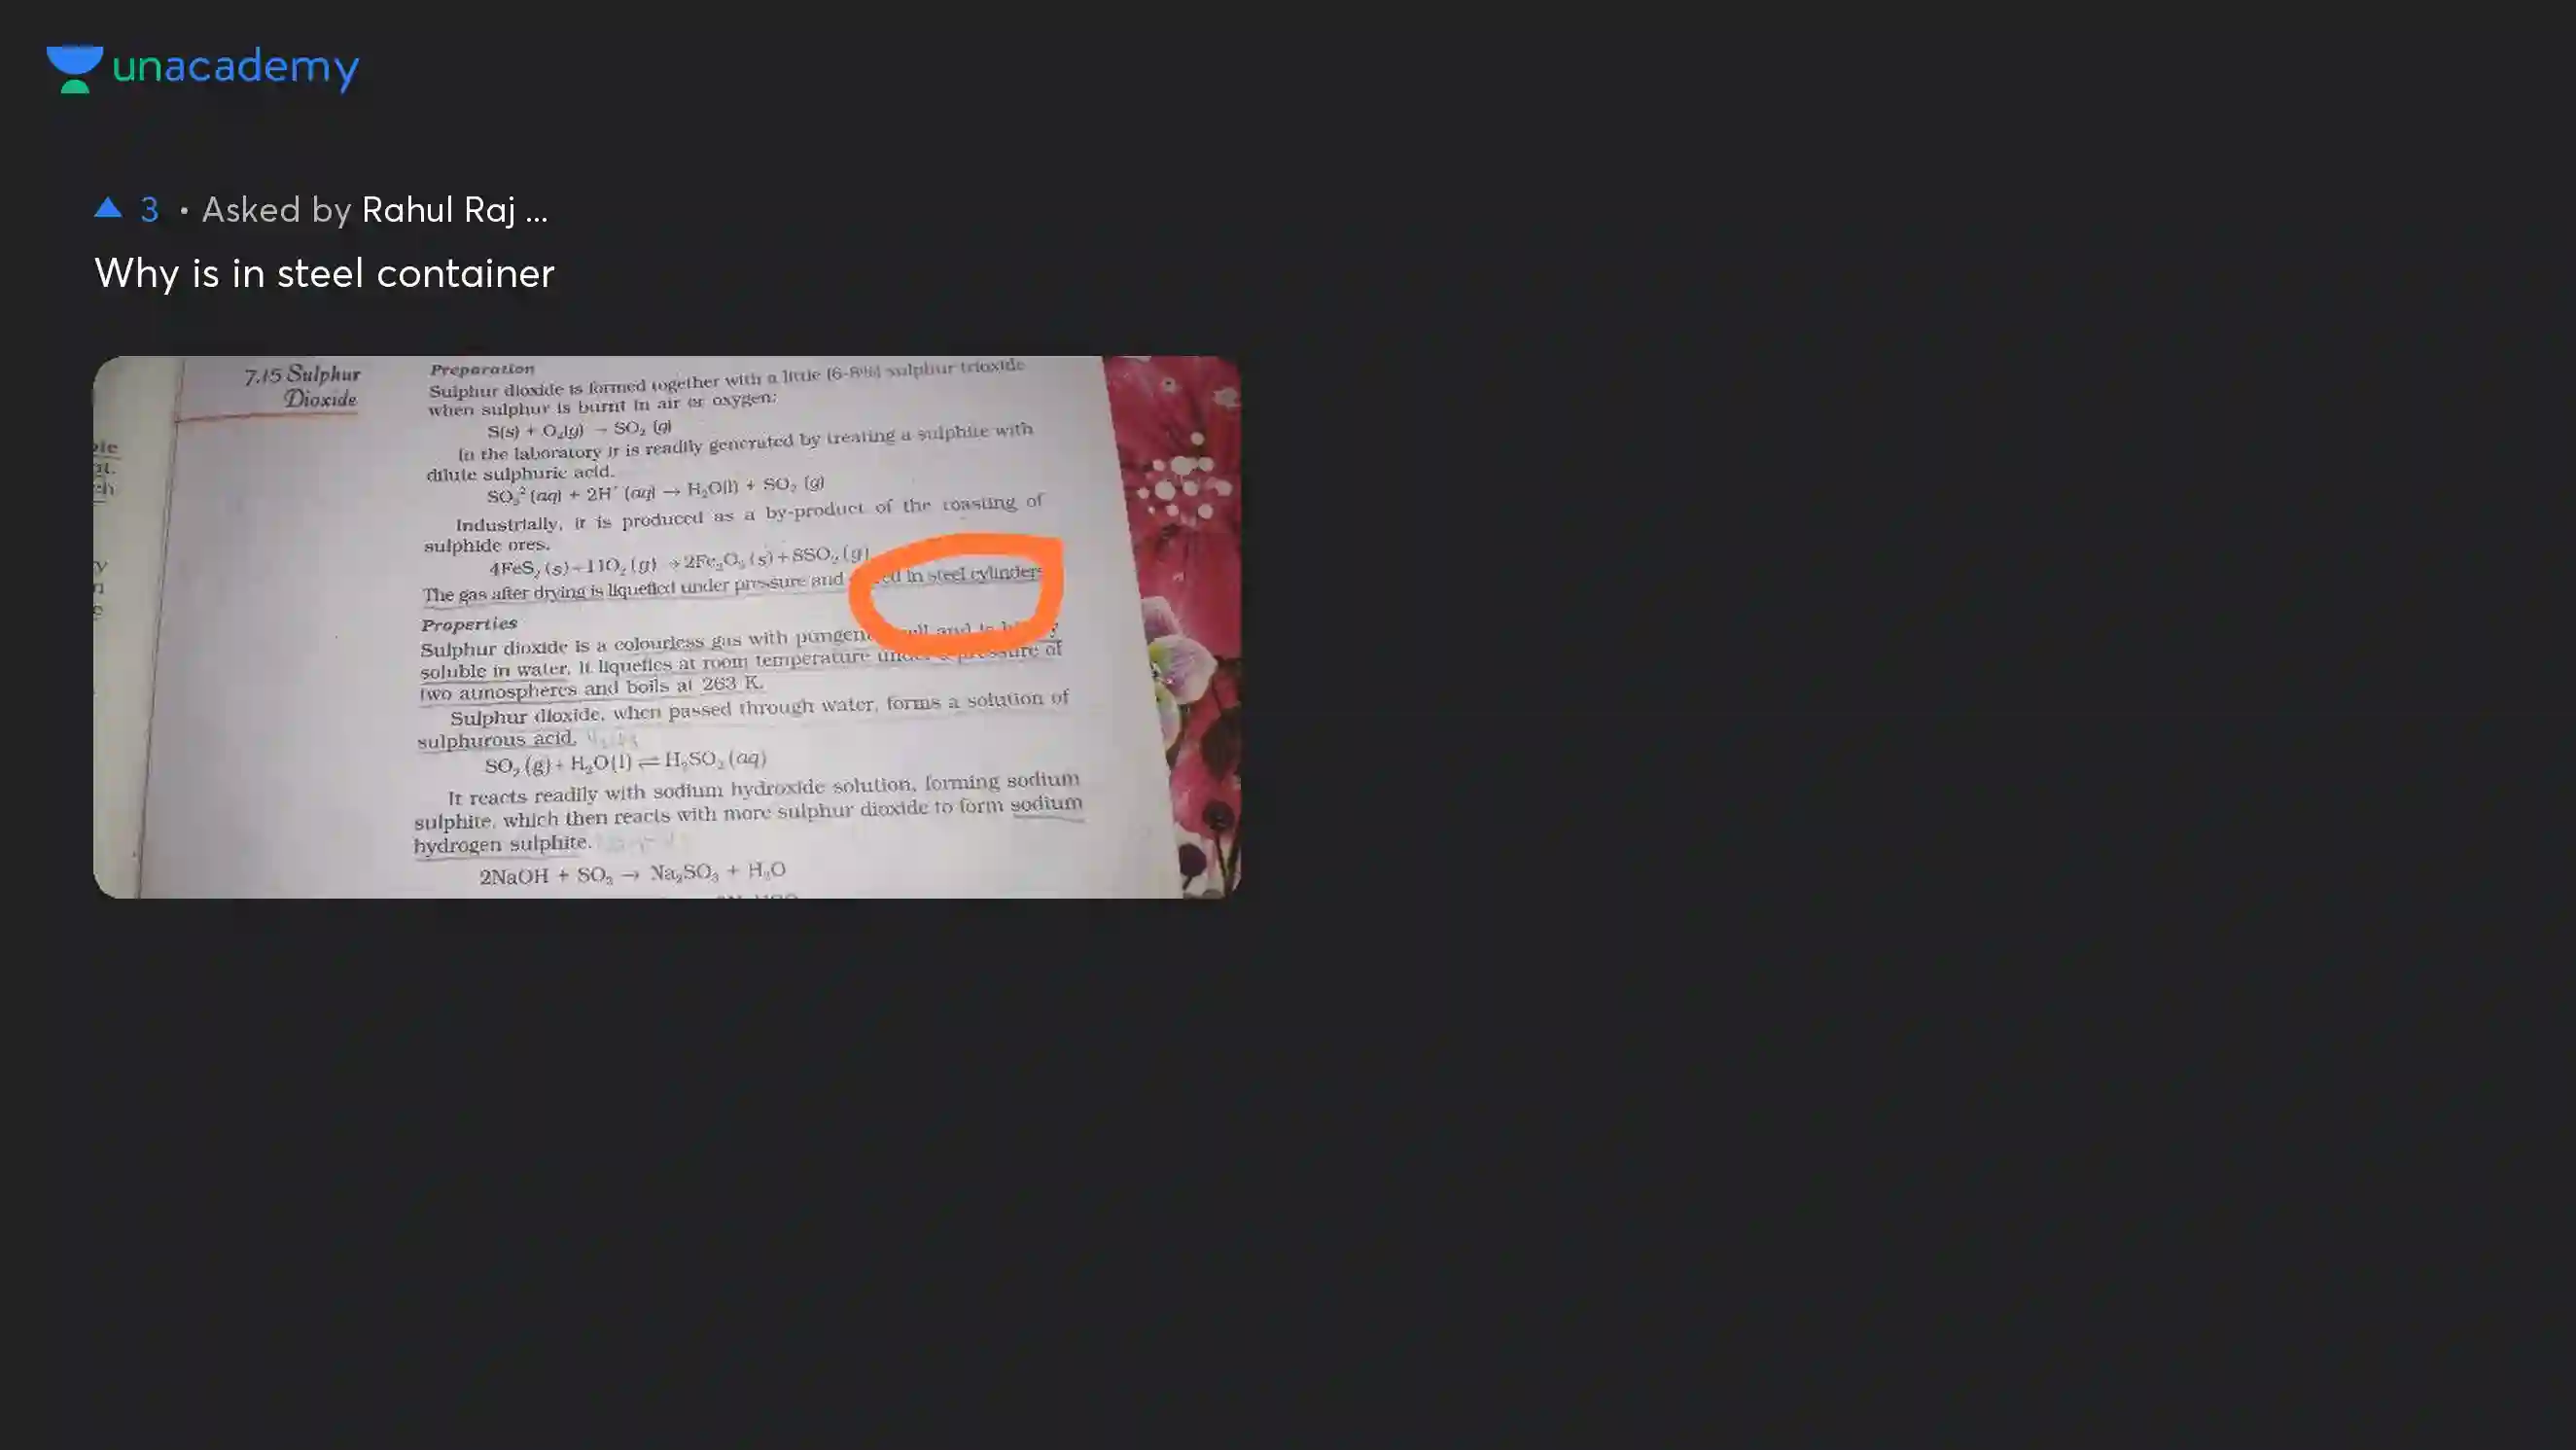 unacademy
3 • Asked by Rahul Raj ...
Why is in steel container
7.15 Sulphur
Dioxide
Preparation
Sulphur dioxide is formed together with a little (6-8%) sulphur trioxide
when sulphur is burnt in air or oxygen:
S(s) + O₂(g) → SO₂ (g)
In the laboratory it is readily generated by treating a sulphite with
dilute sulphuric acid.
SO₃²⁻(aq) + 2H⁺ (aq) → H₂O(l) + SO₂ (g)
Industrially, it is produced as a by-product of the roasting of
sulphide ores.
4FeS₂(s)+11O₂(g) → 2Fe₂O₃(s)+8SO₂(g)
The gas after drying is liquefied under pressure and in steel cylinders
Properties
Sulphur dioxide is a colourless gas with pungent and is
soluble in water. It liquefies at room temperature under a pressure of
two atmospheres and boils at 263 K.
Sulphur dioxide, when passed through water, forms a solution of
sulphurous acid.
SO₂(g) + H₂O(l) ⇌ H₂SO₃(aq)
It reacts readily with sodium hydroxide solution, forming sodium
sulphite, which then reacts with more sulphur dioxide to form sodium
hydrogen sulphite.
2NaOH + SO₂ → Na₂SO₃ + H₂O